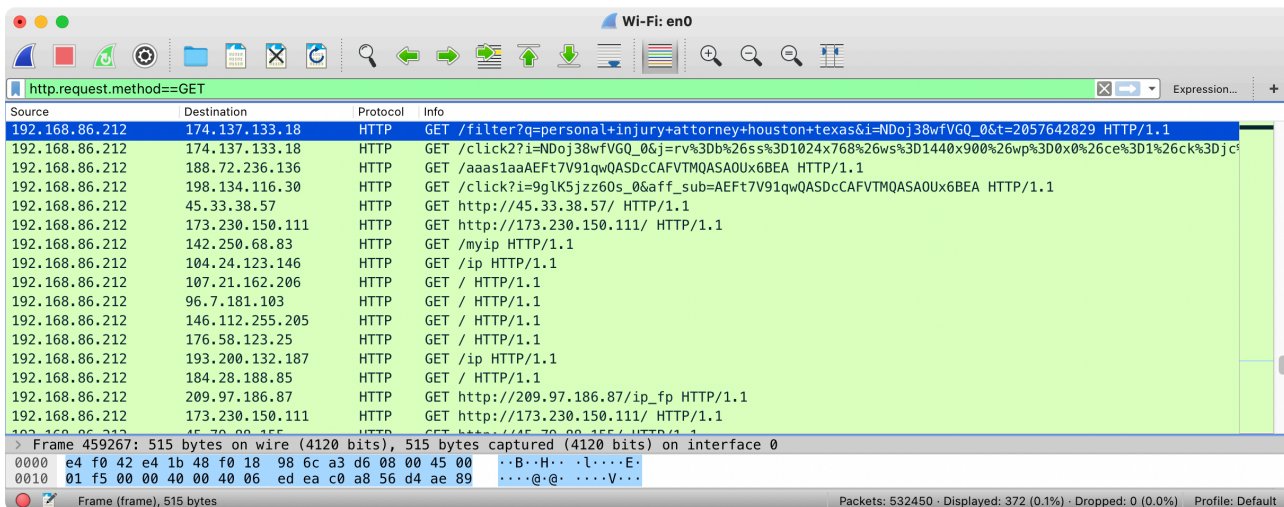 Wi-Fi: en0
http.request.method==GET Expression... +
Source Destination Protocol Info
192.168.86.212 174.137.133.18 HTTP GET /filter?q=personal+injury+attorney+houston+texas&i=NDoj38wfVGQ_0&t=2057642829 HTTP/1.1
192.168.86.212 174.137.133.18 HTTP GET /click2?i=NDoj38wfVGQ_0&j=rv%3Db%26ss%3D1024x768%26ws%3D1440x900%26wp%3D0x0%26ce%3D1%26ck%3Djc%
192.168.86.212 188.72.236.136 HTTP GET /aaas1aaAEFt7V91qwQASDcCAFVTMQASAOUx6BEA HTTP/1.1
192.168.86.212 198.134.116.30 HTTP GET /click?i=9glK5jzz6Os_0&aff_sub=AEFt7V91qwQASDcCAFVTMQASAOUx6BEA HTTP/1.1
192.168.86.212 45.33.38.57 HTTP GET http://45.33.38.57/ HTTP/1.1
192.168.86.212 173.230.150.111 HTTP GET http://173.230.150.111/ HTTP/1.1
192.168.86.212 142.250.68.83 HTTP GET /myip HTTP/1.1
192.168.86.212 104.24.123.146 HTTP GET /ip HTTP/1.1
192.168.86.212 107.21.162.206 HTTP GET / HTTP/1.1
192.168.86.212 96.7.181.103 HTTP GET / HTTP/1.1
192.168.86.212 146.112.255.205 HTTP GET / HTTP/1.1
192.168.86.212 176.58.123.25 HTTP GET / HTTP/1.1
192.168.86.212 193.200.132.187 HTTP GET /ip HTTP/1.1
192.168.86.212 184.28.188.85 HTTP GET / HTTP/1.1
192.168.86.212 209.97.186.87 HTTP GET http://209.97.186.87/ip_fp HTTP/1.1
192.168.86.212 173.230.150.111 HTTP GET http://173.230.150.111/ HTTP/1.1
> Frame 459267: 515 bytes on wire (4120 bits), 515 bytes captured (4120 bits) on interface 0
0000 e4 f0 42 e4 1b 48 f0 18 98 6c a3 d6 08 00 45 00 ··B··H·· ·l····E·
0010 01 f5 00 00 40 00 40 06 ed ea c0 a8 56 d4 ae 89 ····@·@· ····V···
Frame (frame), 515 bytes Packets: 532450 · Displayed: 372 (0.1%) · Dropped: 0 (0.0%) Profile: Default